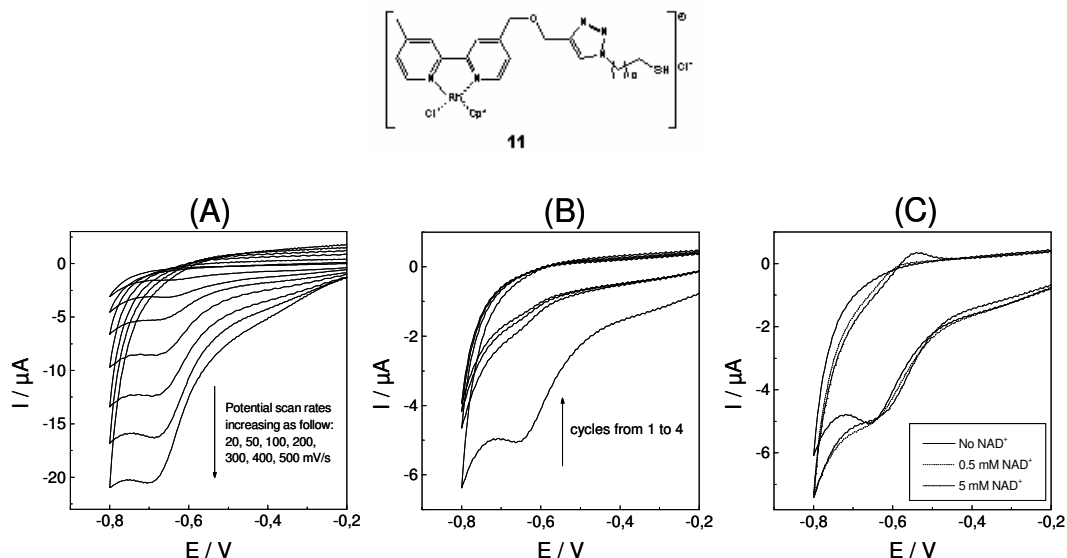 O
N
N
N
n
SH
Cl⁻
N
N
Rh
Cl
Cp*
11
(A)
(B)
(C)
0
-5
-10
-15
-20
I / µA
Potential scan rates
increasing as follow:
20, 50, 100, 200,
300, 400, 500 mV/s
-0,8
-0,6
-0,4
-0,2
E / V
0
-2
-4
-6
I / µA
cycles from 1 to 4
-0,8
-0,6
-0,4
-0,2
E / V
0
-2
-4
-6
I / µA
No NAD⁺
0.5 mM NAD⁺
5 mM NAD⁺
-0,8
-0,6
-0,4
-0,2
E / V